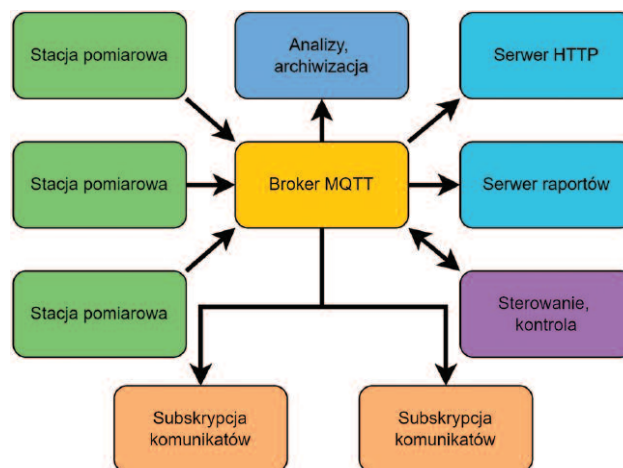 Stacja pomiarowa
Analizy,
archiwizacja
Serwer HTTP
Stacja pomiarowa
Broker MQTT
Serwer raportów
Stacja pomiarowa
Sterowanie,
kontrola
Subskrypcja
komunikatów
Subskrypcja
komunikatów